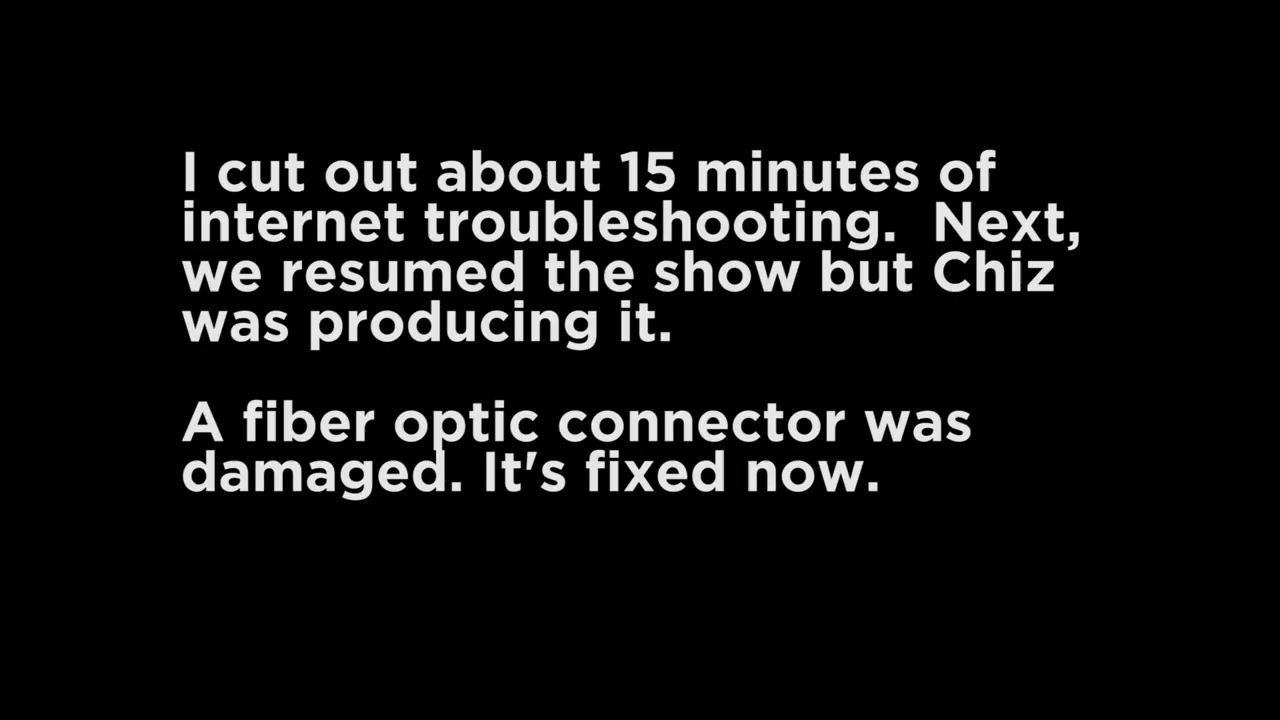 I cut out about 15 minutes of
internet troubleshooting.  Next,
we resumed the show but Chiz
was producing it.
A fiber optic connector was
damaged. It's fixed now.